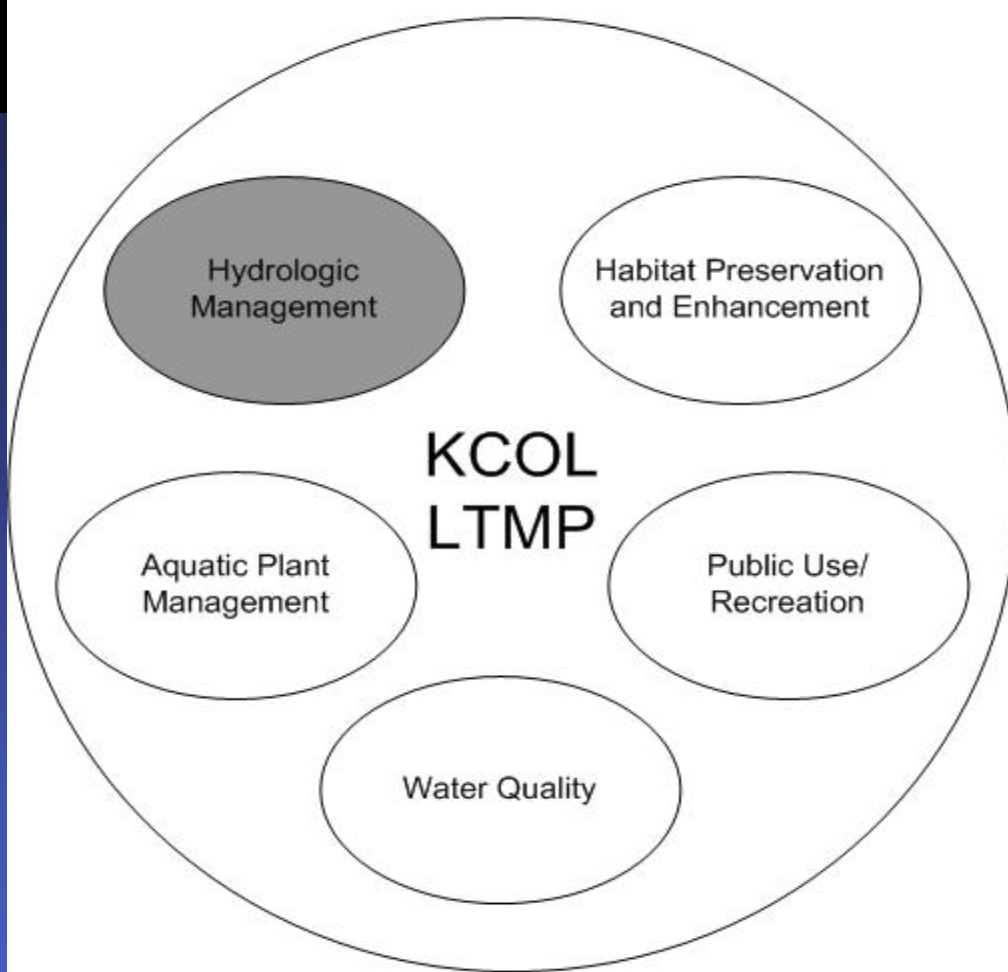 Hydrologic
Management
Habitat Preservation
and Enhancement
KCOL
LTMP
Aquatic Plant
Management
Public Use/
Recreation
Water Quality